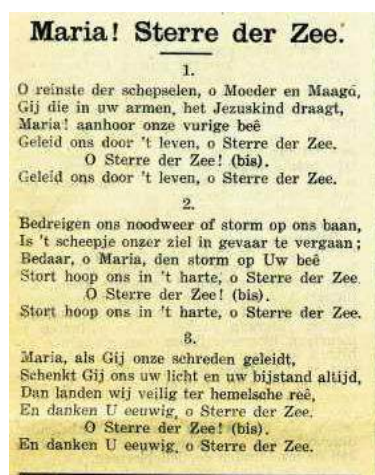 Maria! Sterre der Zee.
1.
O reinste der schepselen, o Moeder en Maagd,
Gij die in uw armen, het Jezuskind draagt,
Maria! aanhoor onze vurige beê
Geleid ons door 't leven, o Sterre der Zee.
O Sterre der Zee! (bis).
Geleid ons door 't leven, o Sterre der Zee.
2.
Bedreigen ons noodweer of storm op ons baan,
Is 't scheepje onzer ziel in gevaar te vergaan;
Bedaar, o Maria, den storm op Uw beê
Stort hoop ons in 't harte, o Sterre der Zee.
O Sterre der Zee! (bis).
Stort hoop ons in 't harte, o Sterre der Zee.
3.
Maria, als Gij onze schreden geleidt,
Schenkt Gij ons uw licht en uw bijstand altijd,
Dan landen wij veilig ter hemelsche reê,
En danken U eeuwig, o Sterre der Zee.
O Sterre der Zee! (bis).
En danken U eeuwig, o Sterre der Zee.